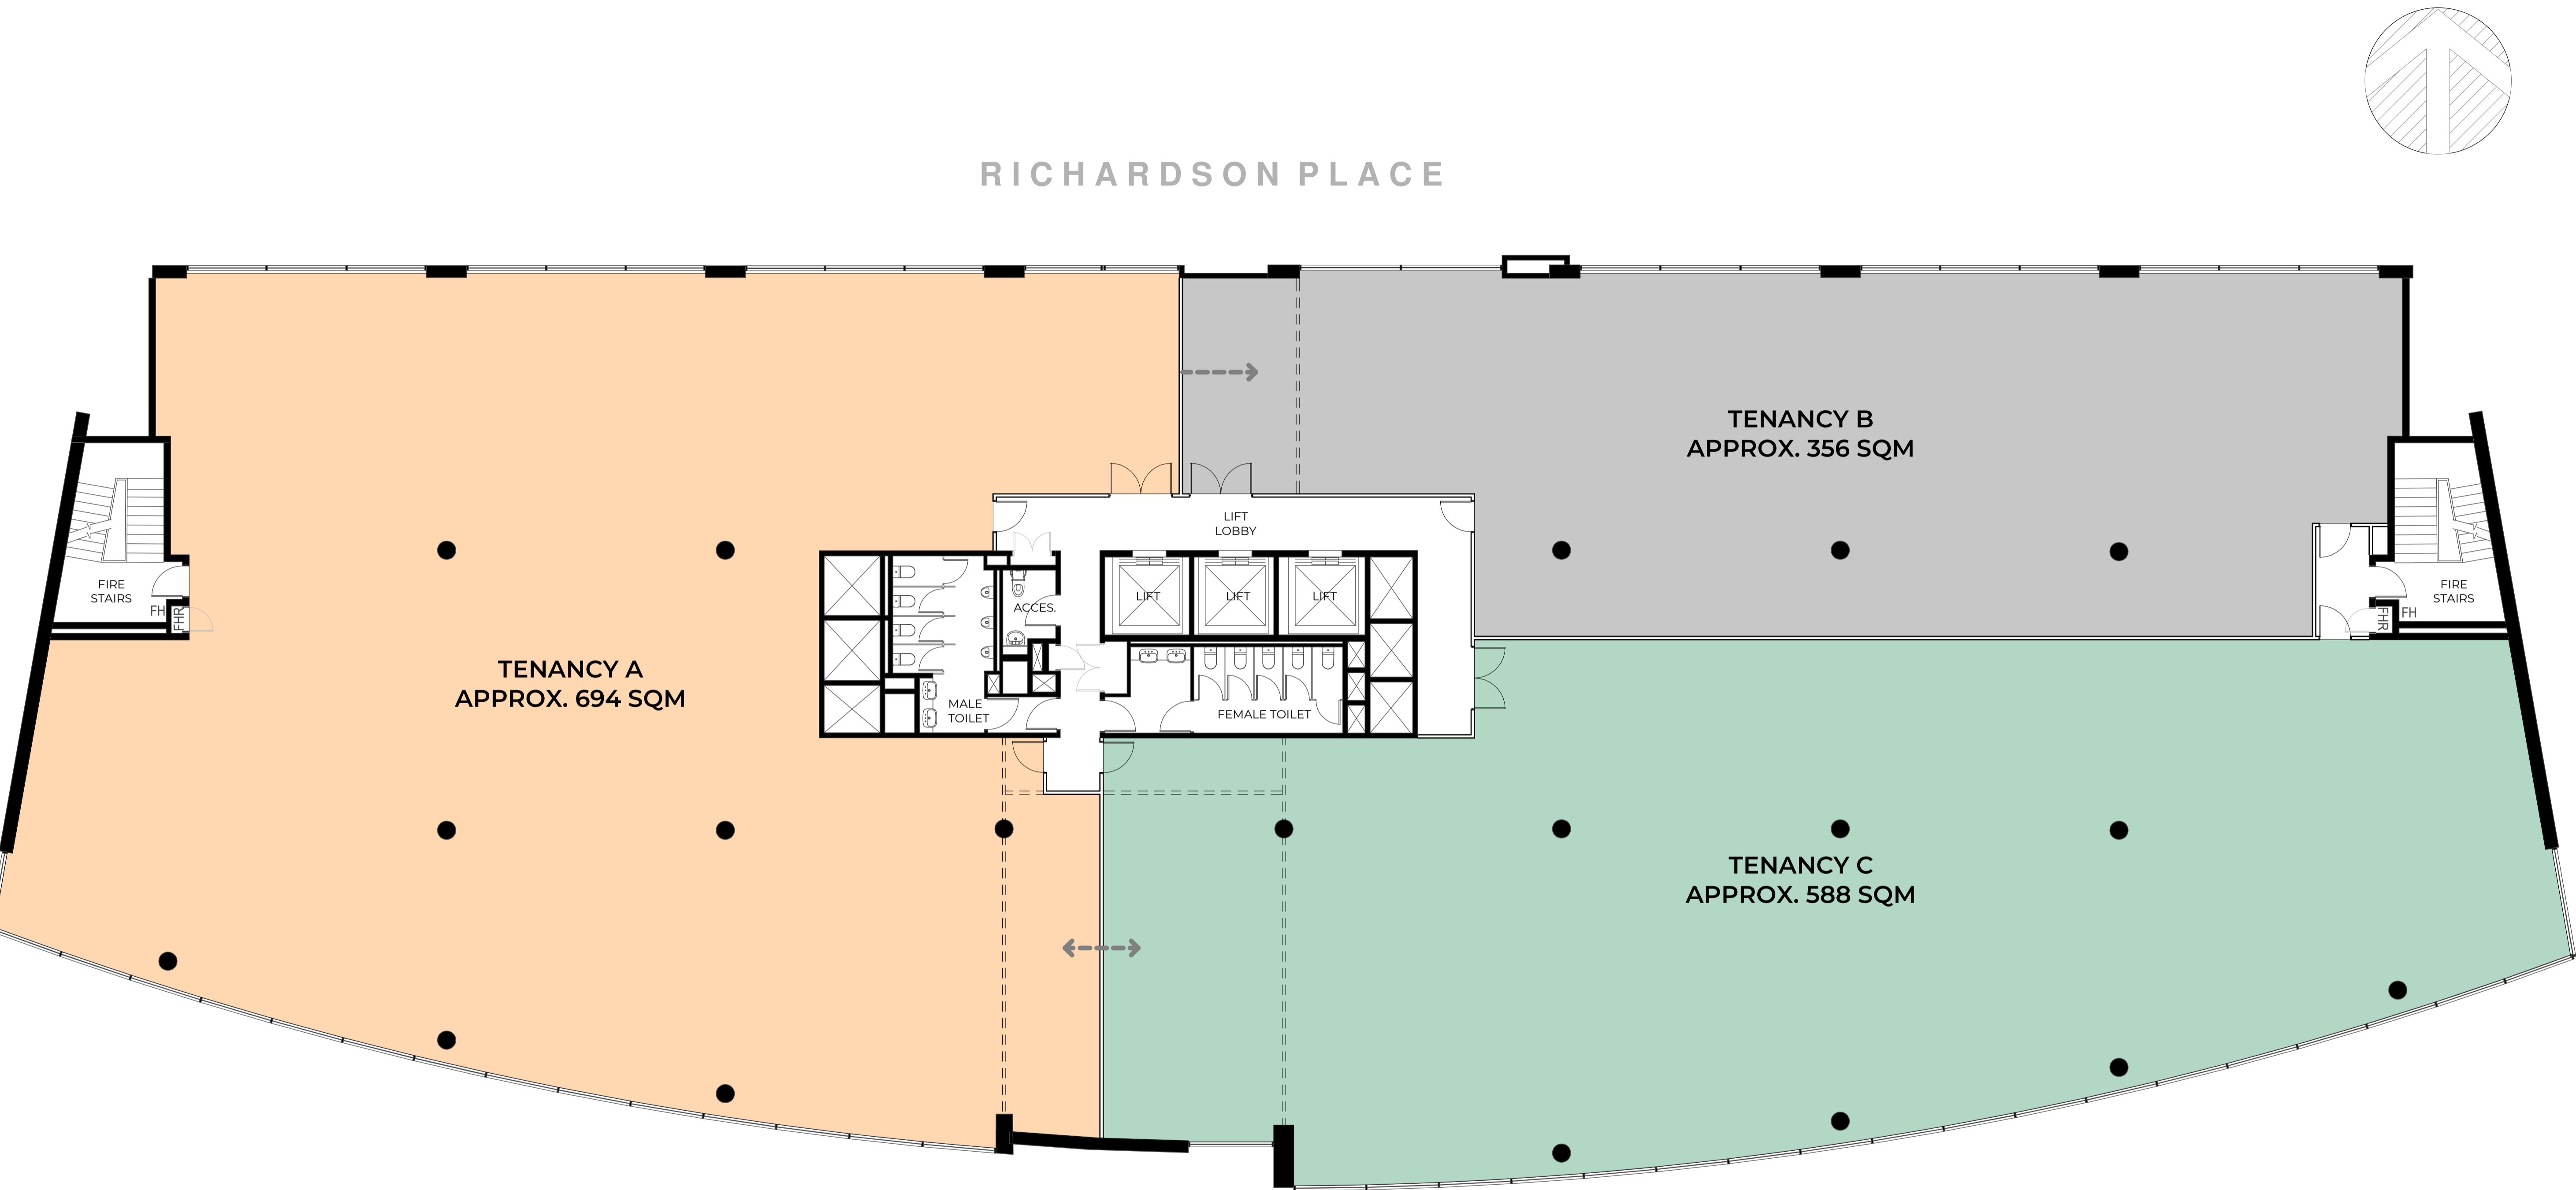 RICHARDSON PLACE
TENANCY B
APPROX. 356 SQM
LIFT
LOBBY
FIRE
STAIRS
FH
FHR
ACCES.
LIFT
LIFT
LIFT
FIRE
STAIRS
FHR
FH
TENANCY A
APPROX. 694 SQM
MALE
TOILET
FEMALE TOILET
TENANCY C
APPROX. 588 SQM